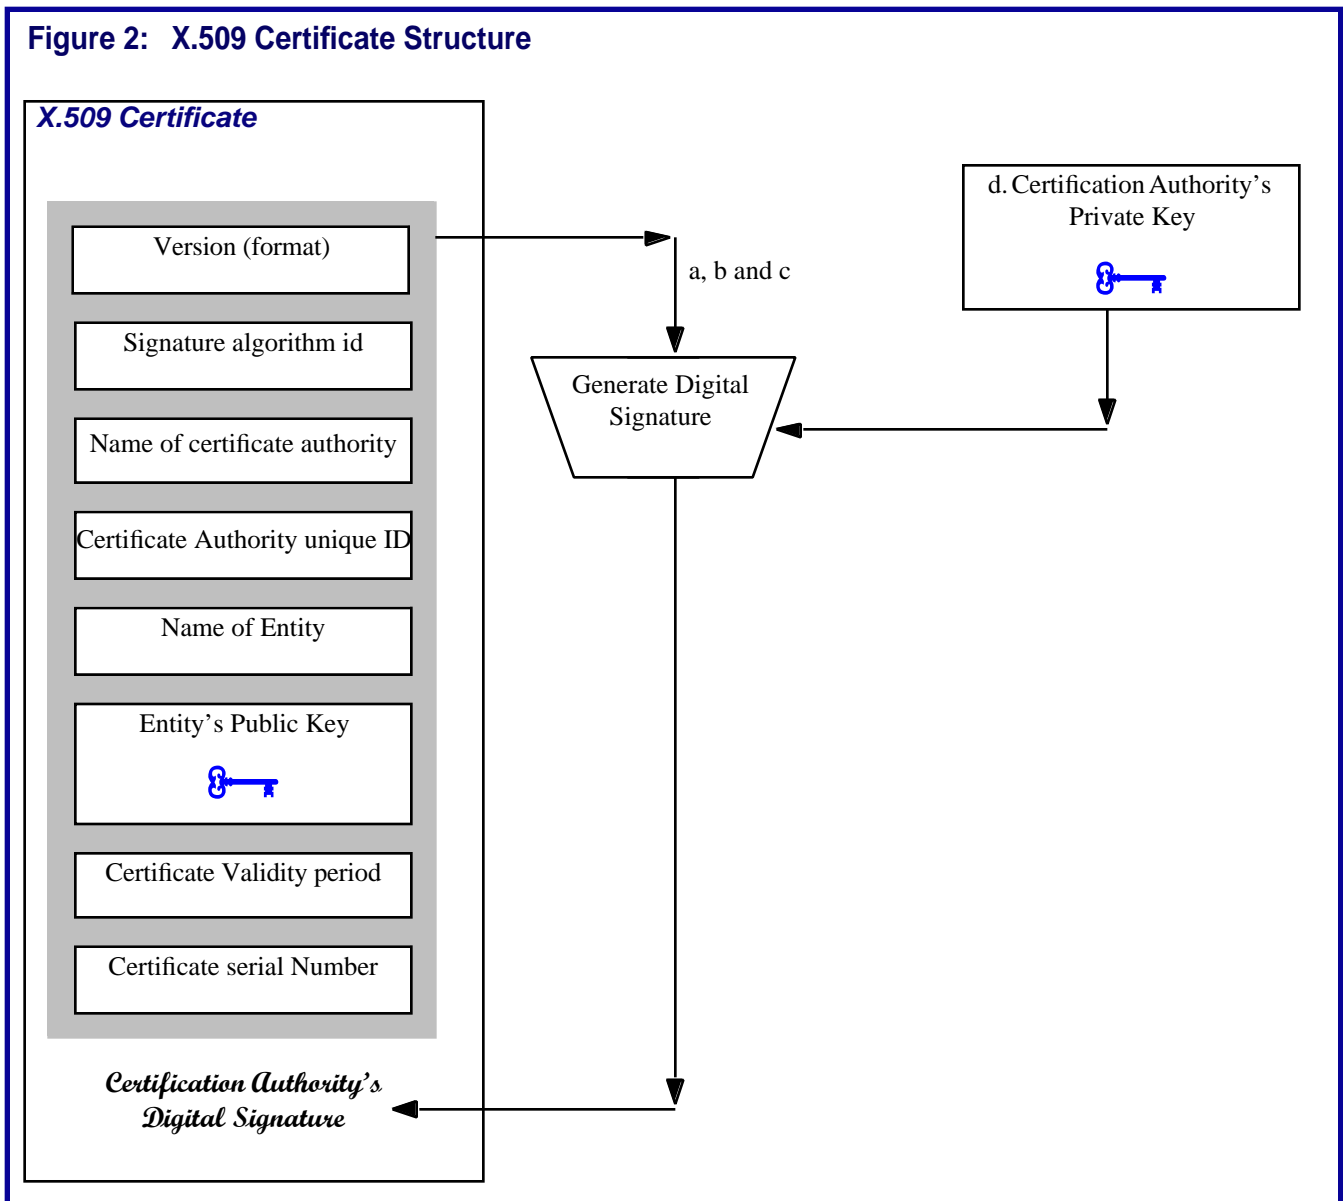 Figure 2: X.509 Certificate Structure
X.509 Certificate
Version (format)
Signature algorithm id
Name of certificate authority
Certificate Authority unique ID
Name of Entity
Entity’s Public Key
Certificate Validity period
Certificate serial Number
Certification Authority’s
Digital Signature
a, b and c
Generate Digital
Signature
d. Certification Authority’s
Private Key